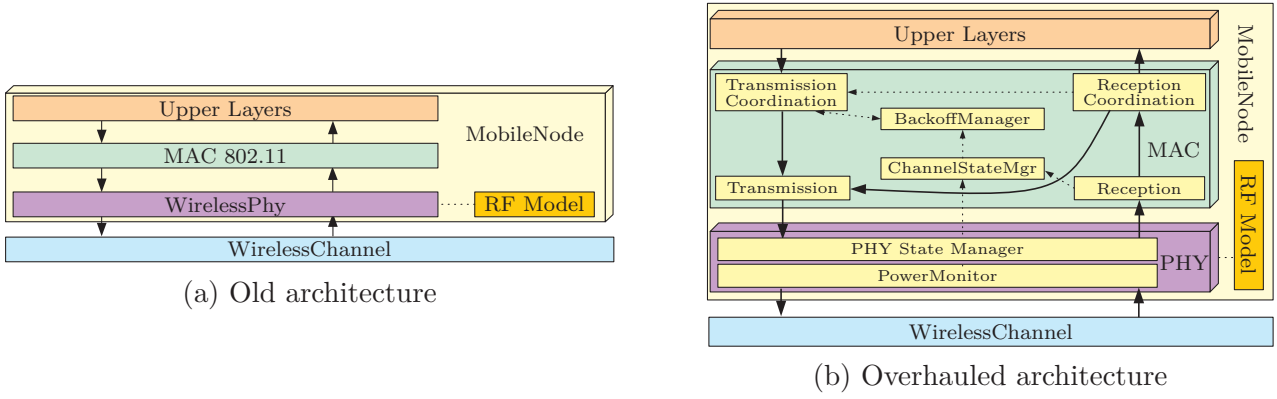 Upper Layers
MobileNode
MAC 802.11
WirelessPhy
RF Model
WirelessChannel
(a) Old architecture
Upper Layers
MobileNode
Transmission
Coordination
Reception
Coordination
BackoffManager
MAC
ChannelStateMgr
Transmission
Reception
RF Model
PHY State Manager
PHY
PowerMonitor
WirelessChannel
(b) Overhauled architecture